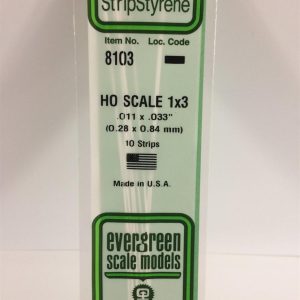 StripStyrene
Item No. Loc. Code
8103
HO SCALE 1x3
.011 x .033"
(0.28 x 0.84 mm)
10 Strips
Made in U.S.A.
evergreen
scale models